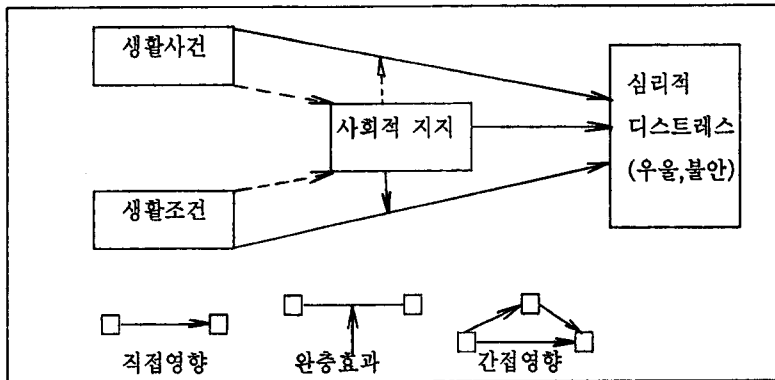 생활사건
심리적
디스트레스
(우울,불안)
사회적 지지
생활조건
직접영향
완충효과
간접영향